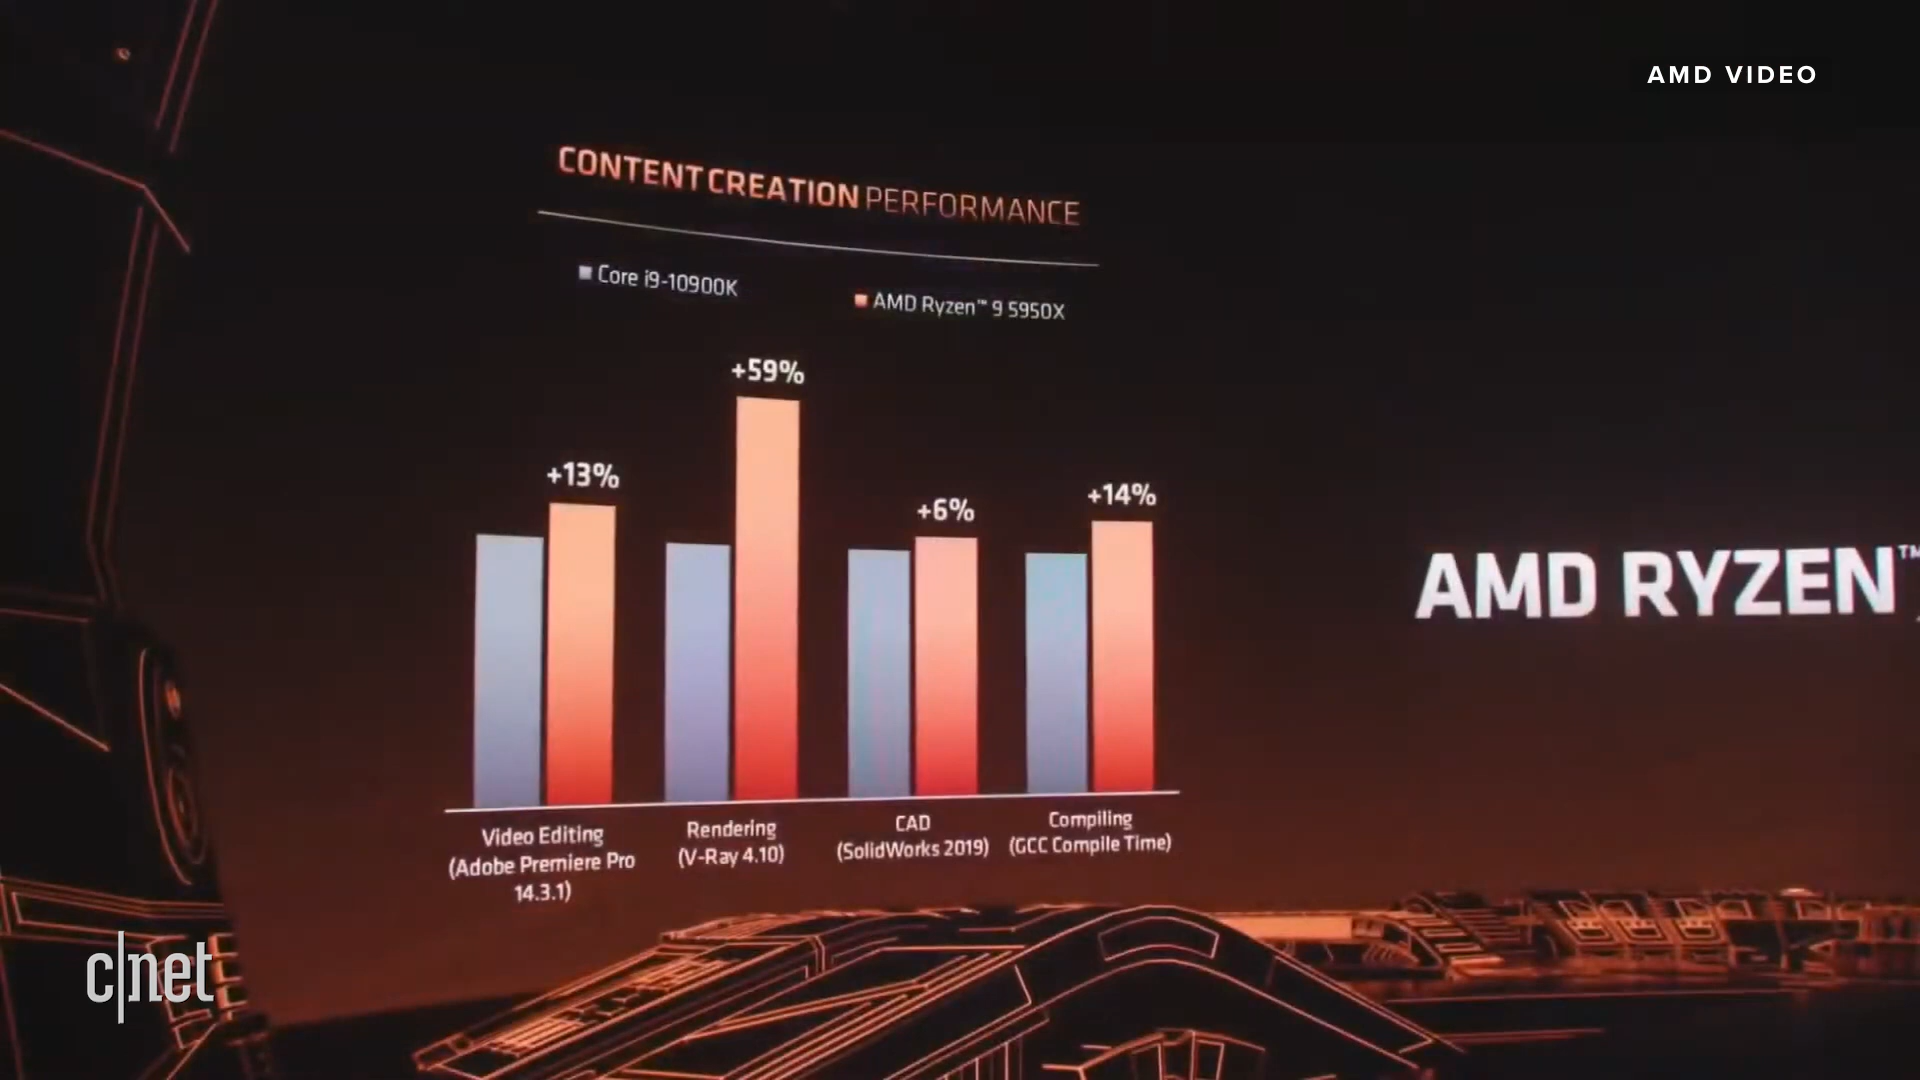 AMD VIDEO
CONTENT CREATION PERFORMANCE
Core i9-10900K
AMD Ryzen™ 9 5950X
+13%
+59%
+6%
+14%
AMD RYZEN™
Video Editing
(Adobe Premiere Pro
14.3.1)
Rendering
(V-Ray 4.10)
CAD
(SolidWorks 2019)
Compiling
(GCC Compile Time)
c|net